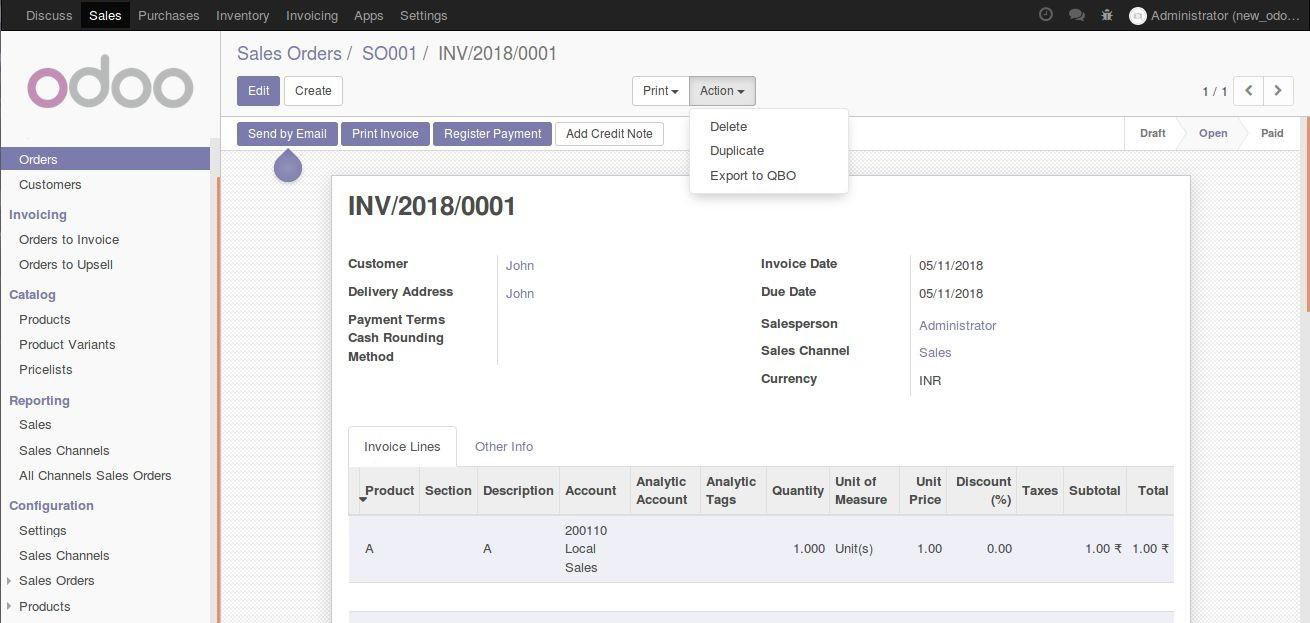 Discuss Sales Purchases Inventory Invoicing Apps Settings Administrator (new_odo...
odoo
Sales Orders / SO001 / INV/2018/0001
Edit Create Print Action 1 / 1
Delete
Duplicate
Export to QBO
Send by Email Print Invoice Register Payment Add Credit Note Draft Open Paid
Orders
Customers
Invoicing
Orders to Invoice
Orders to Upsell
Catalog
Products
Product Variants
Pricelists
Reporting
Sales
Sales Channels
All Channels Sales Orders
Configuration
Settings
Sales Channels
Sales Orders
Products
INV/2018/0001
Customer John
Delivery Address John
Payment Terms
Cash Rounding
Method
Invoice Date 05/11/2018
Due Date 05/11/2018
Salesperson Administrator
Sales Channel Sales
Currency INR
Invoice Lines Other Info
Product Section Description Account Analytic Account Analytic Tags Quantity Unit of Measure Unit Price Discount (%) Taxes Subtotal Total
A A 200110 Local Sales 1.000 Unit(s) 1.00 0.00 1.00 ₹ 1.00 ₹